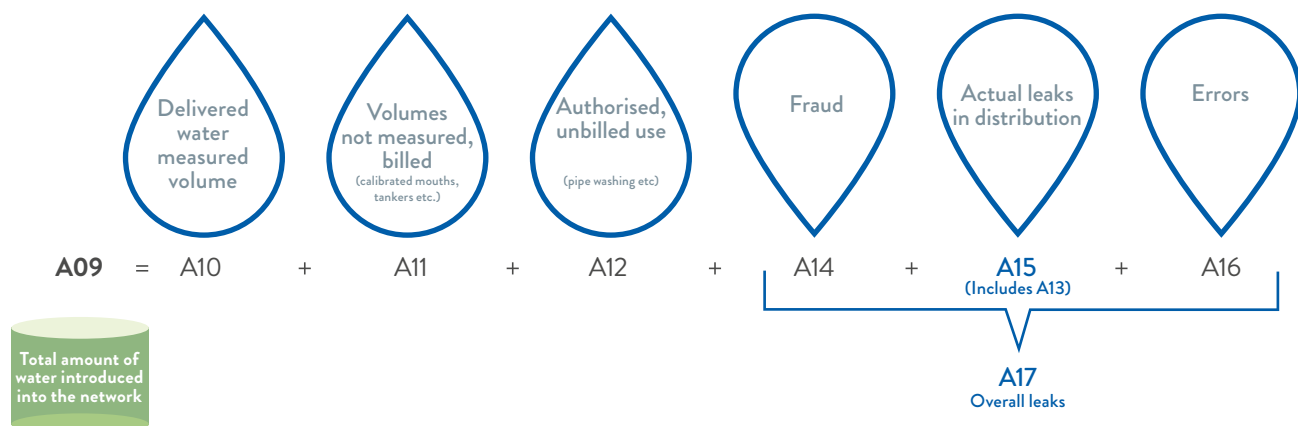 Delivered
water
measured
volume
Volumes
not measured,
billed
(calibrated mouths,
tankers etc.)
Authorised,
unbilled use
(pipe washing etc)
Fraud
Actual leaks
in distribution
Errors
A09 = A10 + A11 + A12 + A14 + A15 + A16
(Includes A13)
Total amount of
water introduced
into the network
A17
Overall leaks